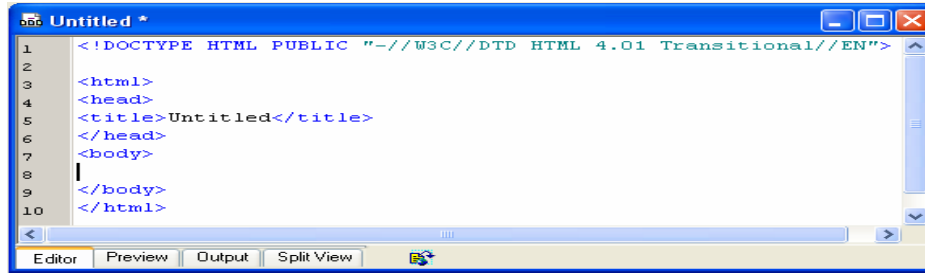 Untitled *
1 <!DOCTYPE HTML PUBLIC "-//W3C//DTD HTML 4.01 Transitional//EN">
2
3 <html>
4 <head>
5 <title>Untitled</title>
6 </head>
7 <body>
8
9 </body>
10 </html>
Editor Preview Output Split View